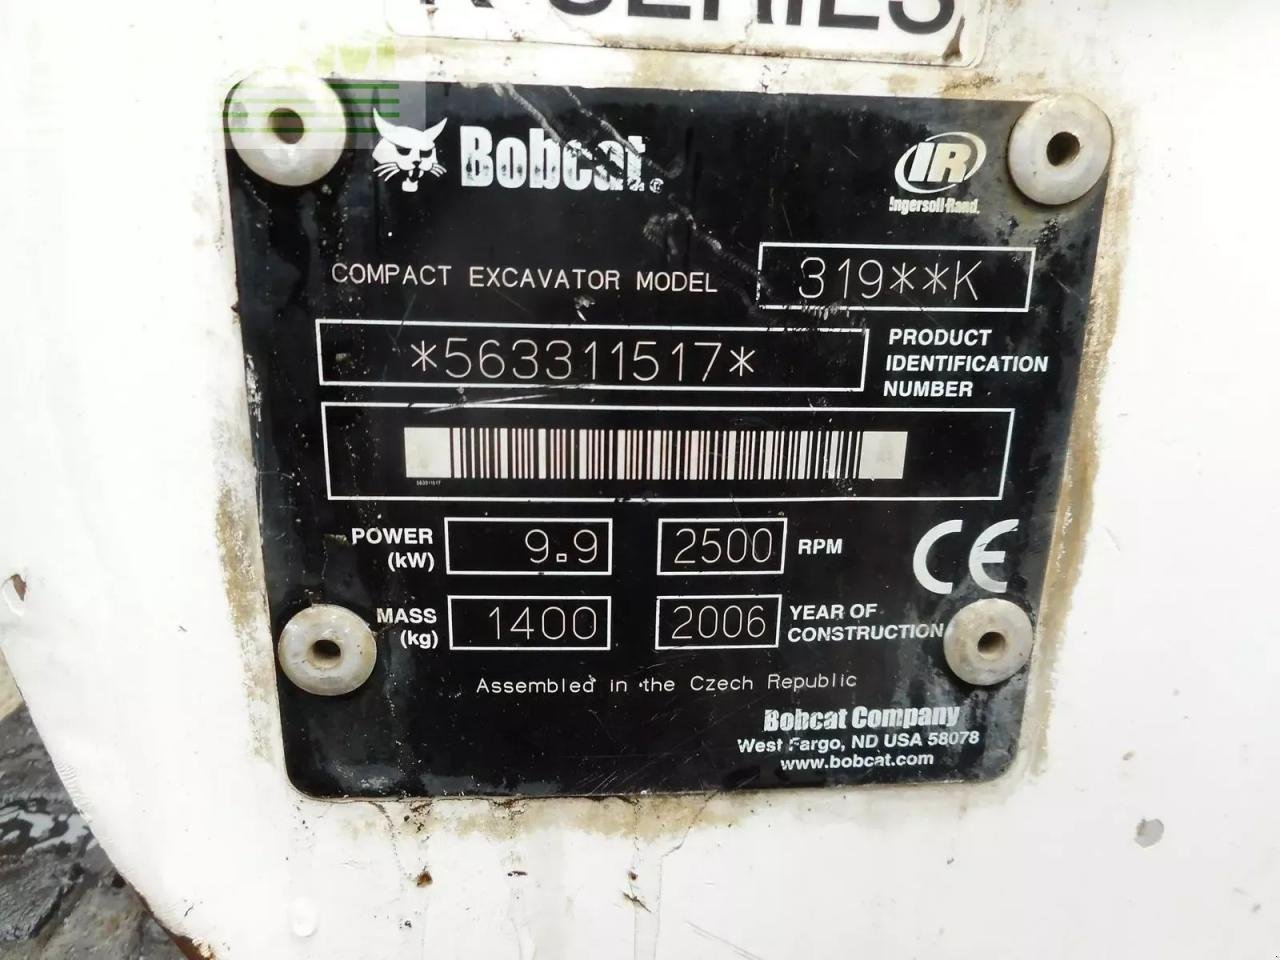 SERIES
Bobcat®
IR
Ingersoll-Rand.
COMPACT EXCAVATOR MODEL 319**K
*563311517* PRODUCT
IDENTIFICATION
NUMBER
563311517
POWER (kW) 9.9 2500 RPM
CE
MASS (kg) 1400 2006 YEAR OF
CONSTRUCTION
Assembled in the Czech Republic
Bobcat Company
West Fargo, ND USA 58078
www.bobcat.com